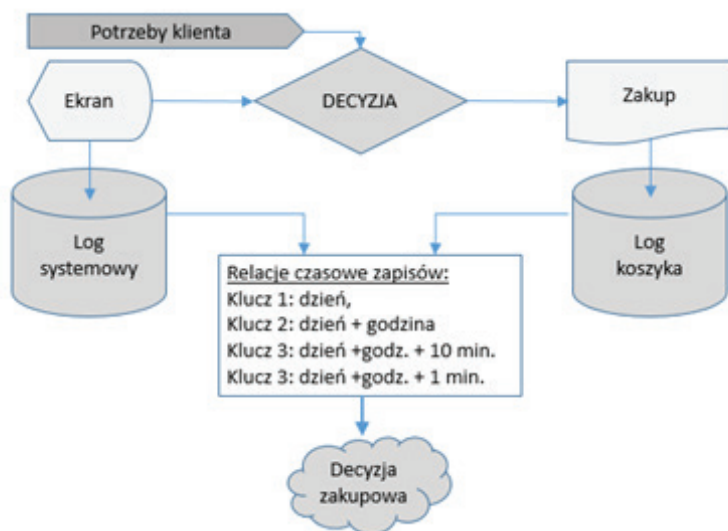 Potrzeby klienta
Ekran
DECYZJA
Zakup
Log
systemowy
Log
koszyka
Relacje czasowe zapisów:
Klucz 1: dzień,
Klucz 2: dzień + godzina
Klucz 3: dzień +godz. + 10 min.
Klucz 3: dzień +godz. + 1 min.
Decyzja
zakupowa